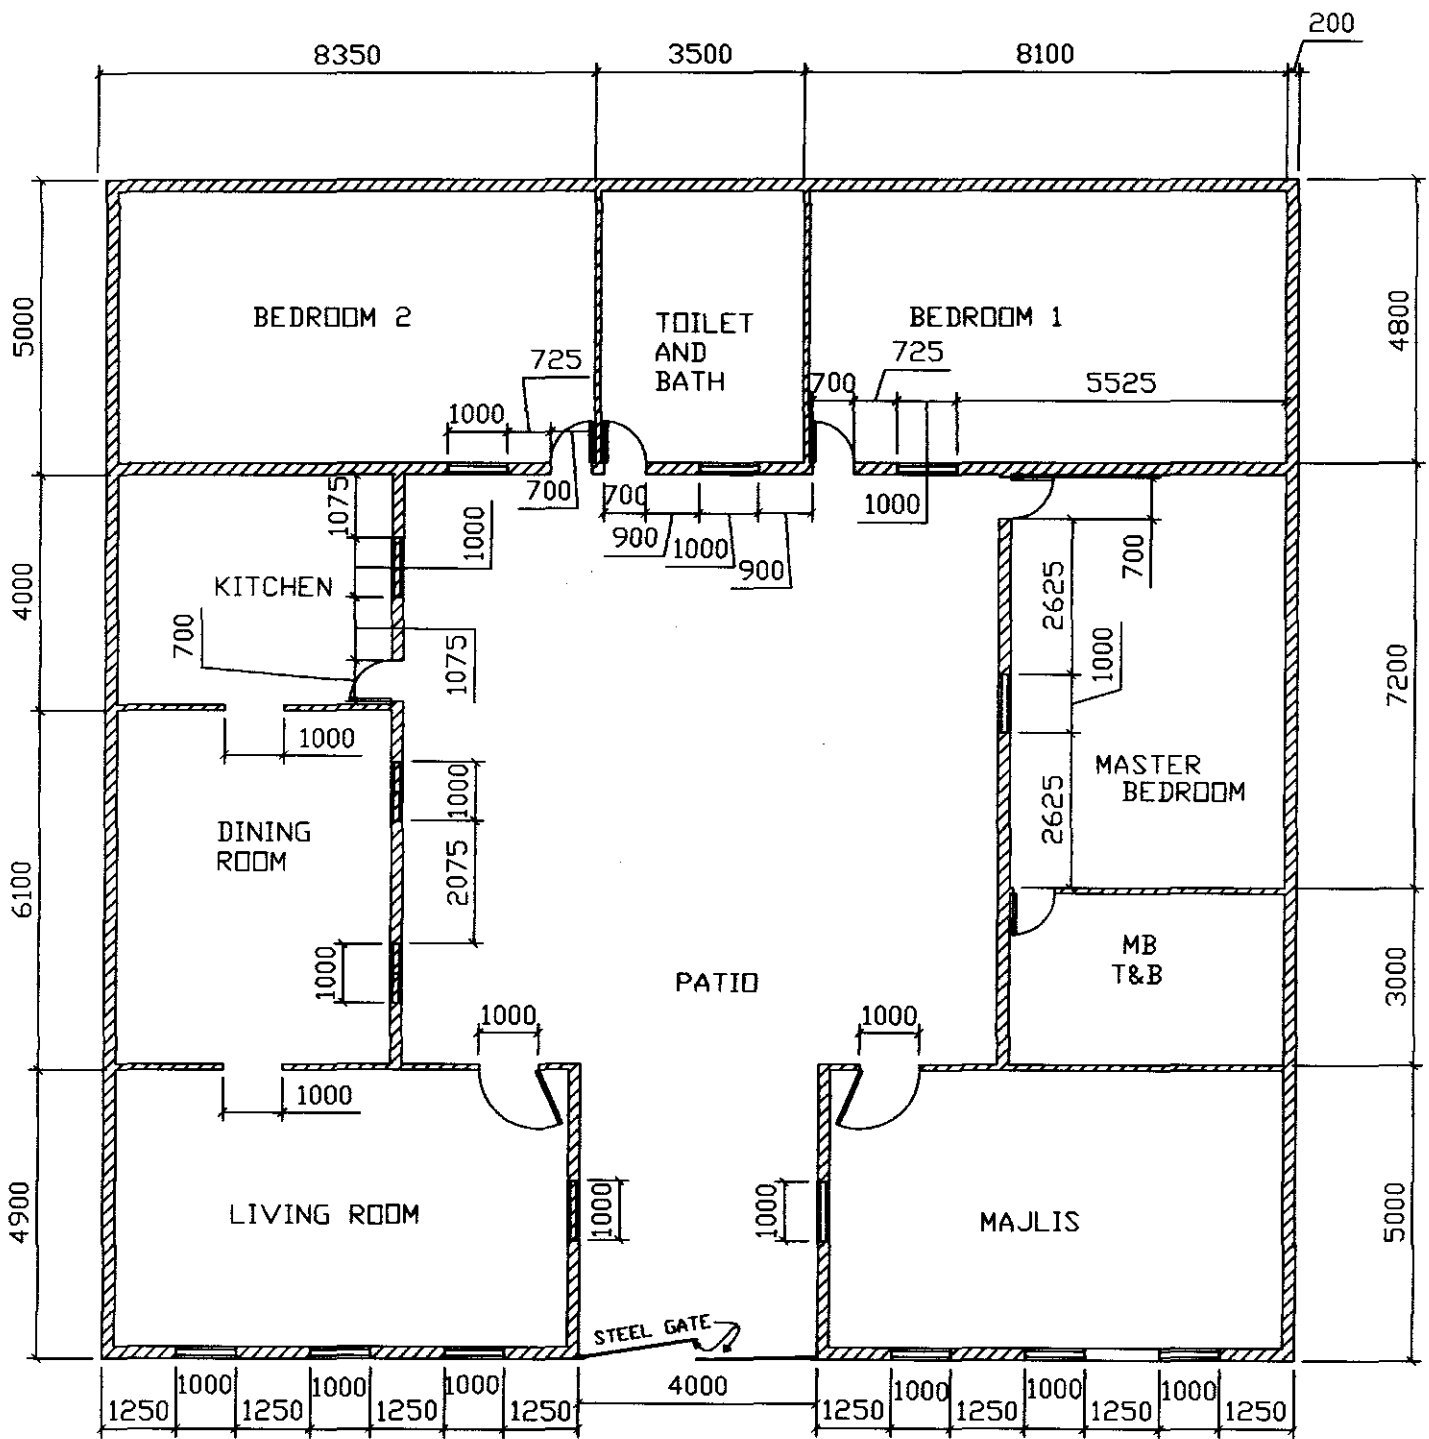 200
8350 3500 8100
5000
BEDROOM 2
TOILET
AND
BATH
BEDROOM 1
4800
725
725
700
5525
1000
1075
700
700
1000
1000
900
1000
900
700
4000
KITCHEN
2625
1000
700
1075
7200
1000
MASTER
BEDROOM
1000
2625
DINING
ROOM
2075
6100
1000
MB
T&B
PATIO
3000
1000
1000
1000
4900
LIVING ROOM
1000
1000
MAJLIS
5000
STEEL GATE
1000 1000 1000 4000 1000 1000 1000
1250 1250 1250 1250 1250 1250 1250 1250